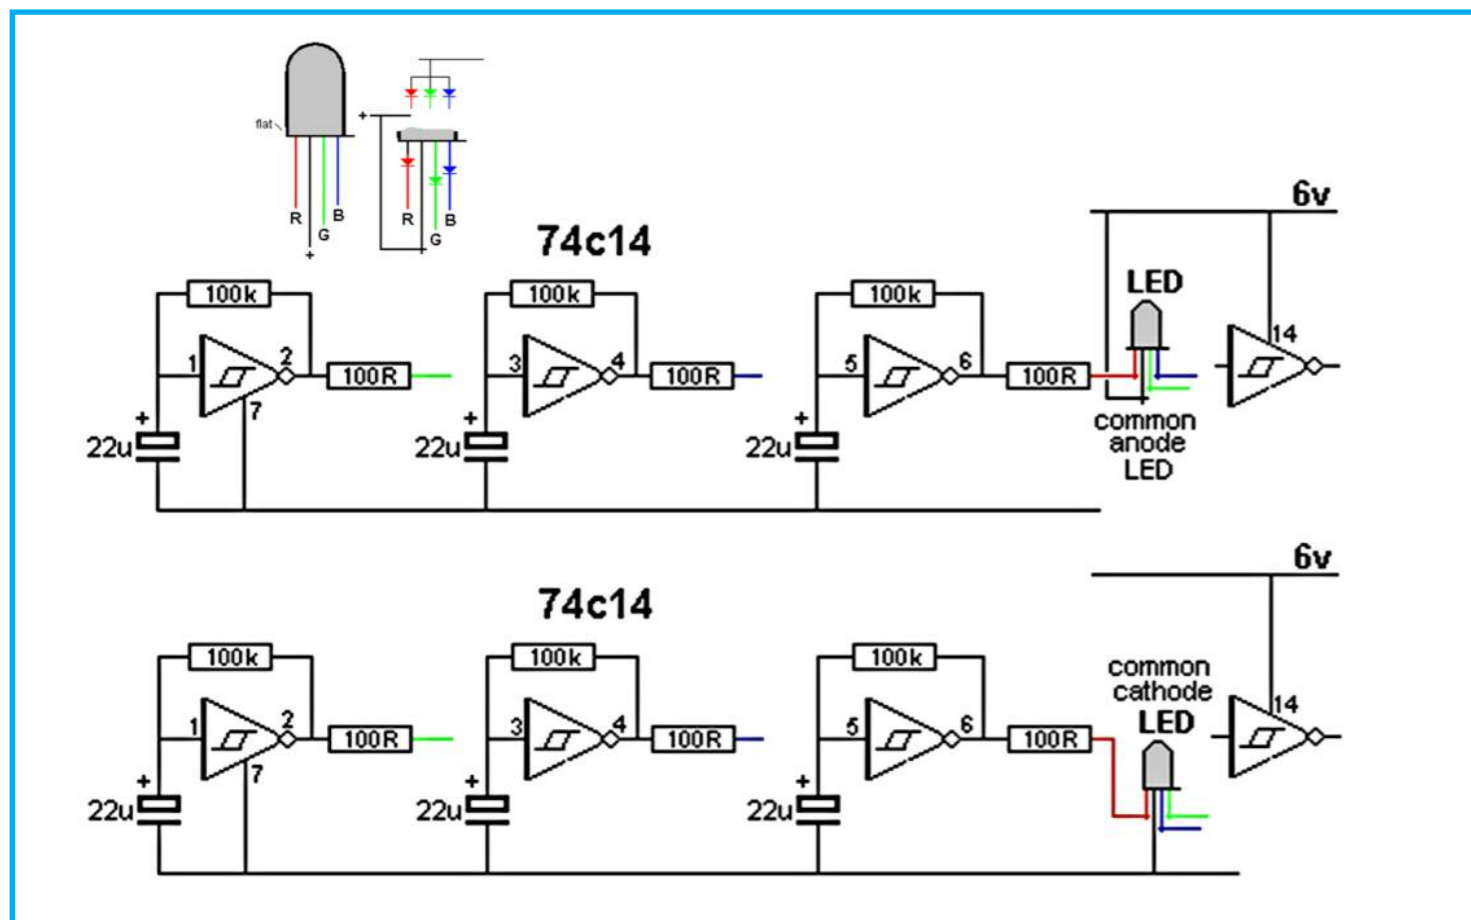 flat
R
+
G
B
+
R
G
B
74c14
6v
100k
100k
100k
LED
1
2
3
4
5
6
14
100R
100R
100R
7
+
+
+
22u
22u
22u
common
anode
LED
6v
74c14
100k
100k
100k
common
cathode
LED
1
2
3
4
5
6
14
100R
100R
100R
7
+
+
+
22u
22u
22u